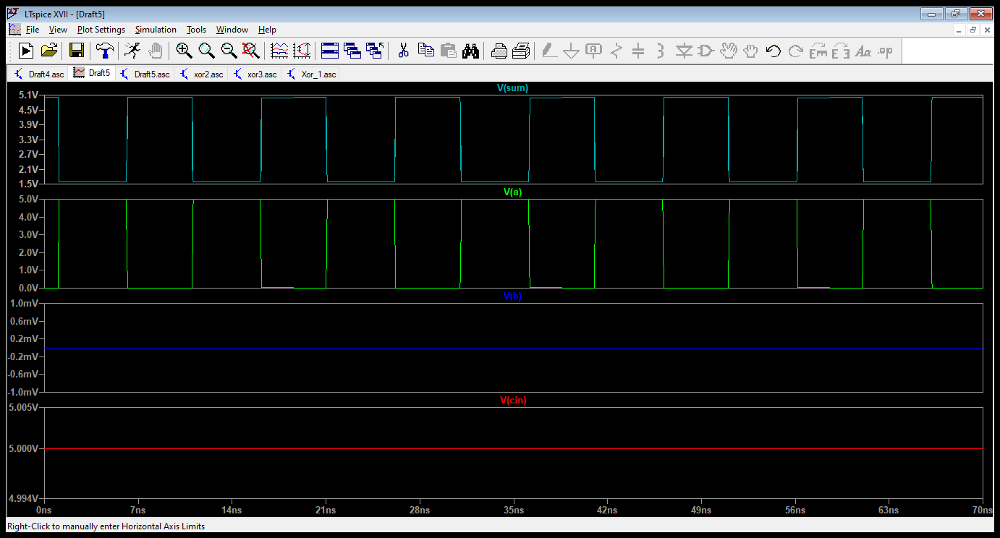 LTspice XVII - [Draft5]
File View Plot Settings Simulation Tools Window Help
Draft4.asc Draft5 Draft5.asc xor2.asc xor3.asc Xor_1.asc
V(sum)
5.1V
4.5V
3.9V
3.3V
2.7V
2.1V
1.5V
V(a)
5.0V
4.0V
3.0V
2.0V
1.0V
0.0V
V(b)
1.0mV
0.6mV
0.2mV
-0.2mV
-0.6mV
-1.0mV
V(cin)
5.005V
5.000V
4.994V
0ns 7ns 14ns 21ns 28ns 35ns 42ns 49ns 56ns 63ns 70ns
Right-Click to manually enter Horizontal Axis Limits